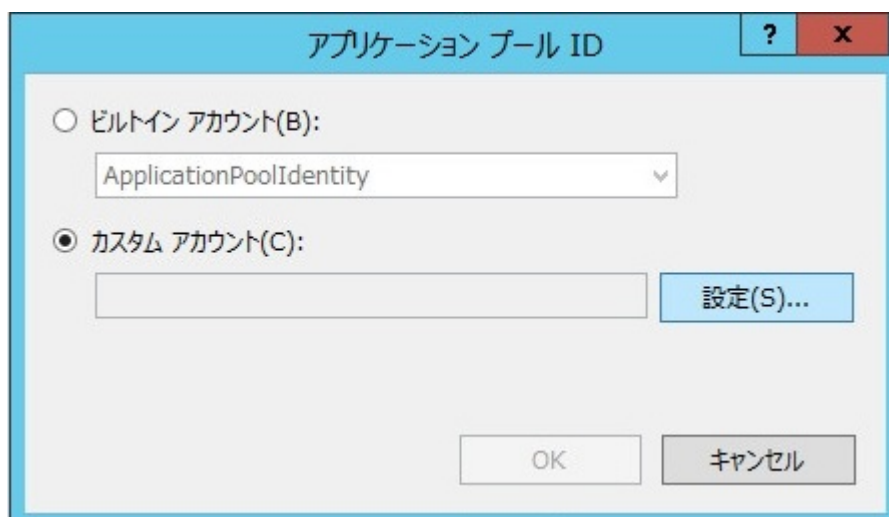 アプリケーション プール ID
? x
ビルトイン アカウント(B):
ApplicationPoolIdentity
カスタム アカウント(C):
設定(S)...
OK キャンセル